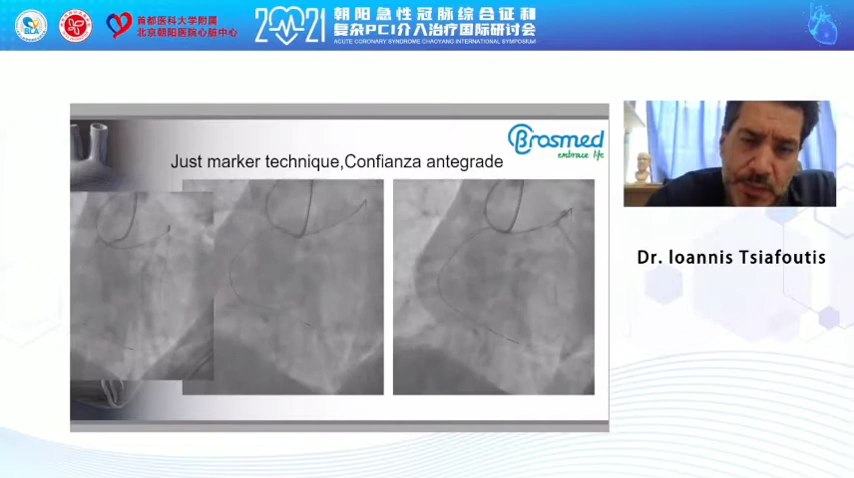 BLA
首都医科大学附属
北京朝阳医院心脏中心
2021
朝阳急性冠脉综合征和
复杂PCI介入治疗国际研讨会
ACUTE CORONARY SYNDROME CHAOYANG INTERNATIONAL SYMPOSIUM
Brosmed
embrace life
Just marker technique,Confianza antegrade
Dr. Ioannis Tsiafoutis